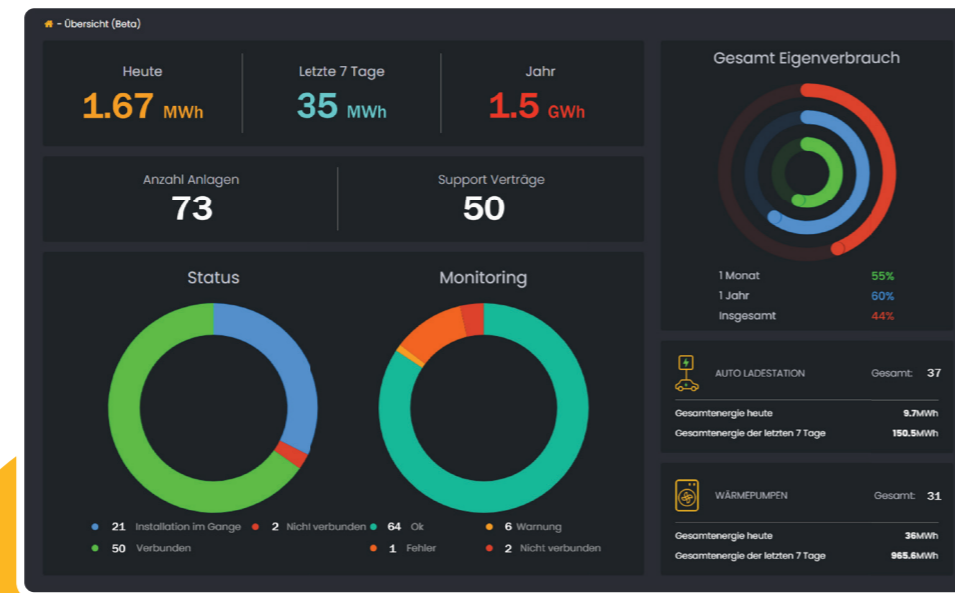 - Übersicht (Beta)
Heute
1.67 MWh
Letzte 7 Tage
35 MWh
Jahr
1.5 GWh
Anzahl Anlagen
73
Support Verträge
50
Status
21 Installation im Gange
2 Nicht verbunden
50 Verbunden
Monitoring
64 Ok
6 Warnung
1 Fehler
2 Nicht verbunden
Gesamt Eigenverbrauch
1 Monat 55%
1 Jahr 60%
Insgesamt 44%
AUTO LADESTATION Gesamt: 37
Gesamtenergie heute 9.7MWh
Gesamtenergie der letzten 7 Tage 150.5MWh
WÄRMEPUMPEN Gesamt: 31
Gesamtenergie heute 36MWh
Gesamtenergie der letzten 7 Tage 965.6MWh